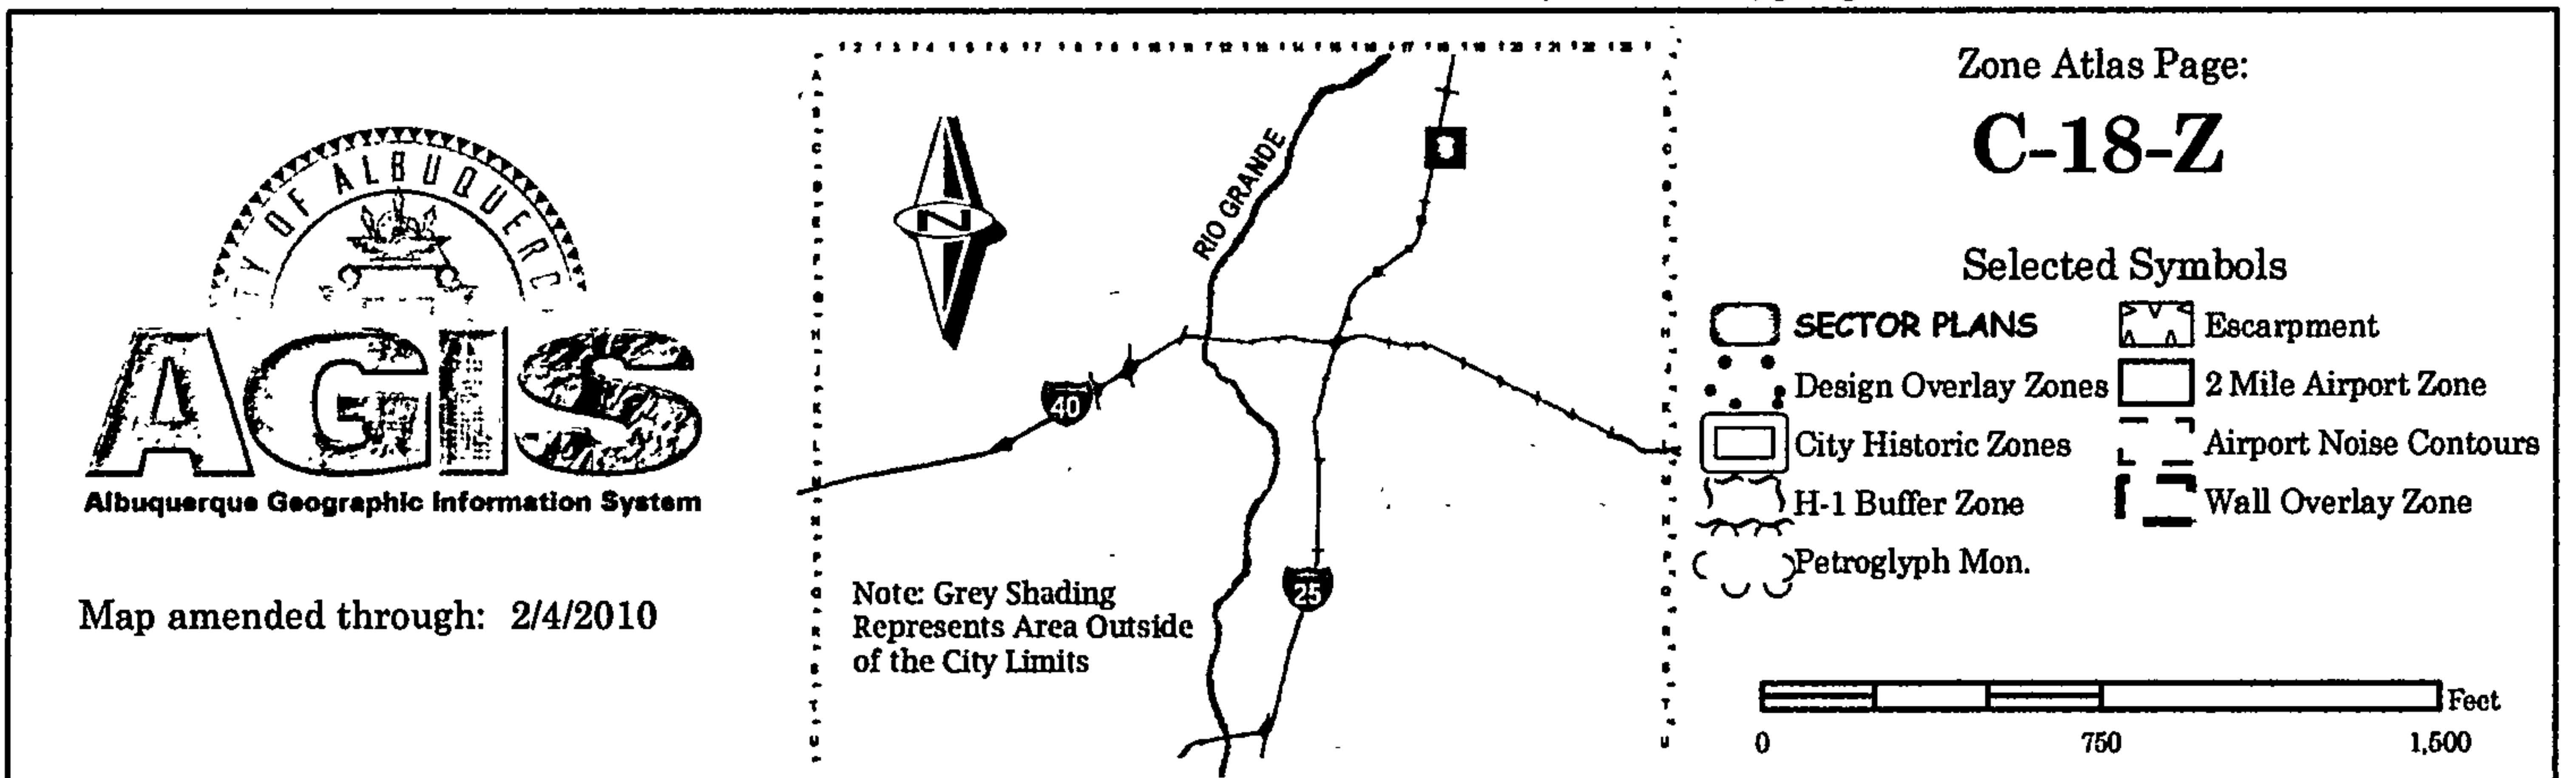 Zone Atlas Page:
C-18-Z
Selected Symbols
SECTOR PLANS
Escarpment
Design Overlay Zones
2 Mile Airport Zone
City Historic Zones
Airport Noise Contours
H-1 Buffer Zone
Wall Overlay Zone
Petroglyph Mon.
Feet
0 750 1,500
RIO GRANDE
N
40
25
Note: Grey Shading
Represents Area Outside
of the City Limits
OF ALBUQUERQ
AGIS
Albuquerque Geographic Information System
Map amended through: 2/4/2010